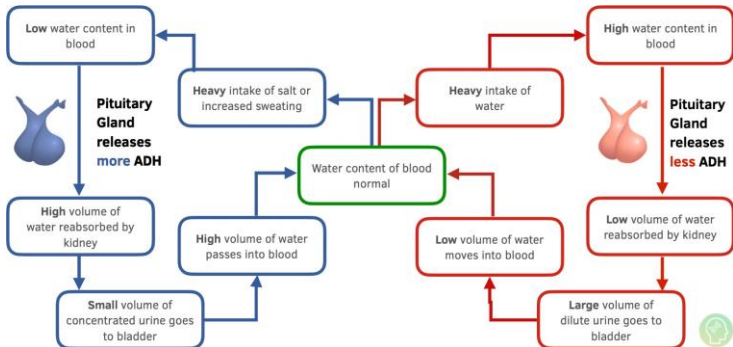 Low water content in
blood
High water content in
blood
Heavy intake of salt or
increased sweating
Heavy intake of
water
Pituitary
Gland
releases
more ADH
Pituitary
Gland
releases
less ADH
Water content of blood
normal
High volume of
water reabsorbed by
kidney
High volume of water
passes into blood
Low volume of water
moves into blood
Low volume of water
reabsorbed by kidney
Small volume of
concentrated urine goes
to bladder
Large volume of
dilute urine goes to
bladder